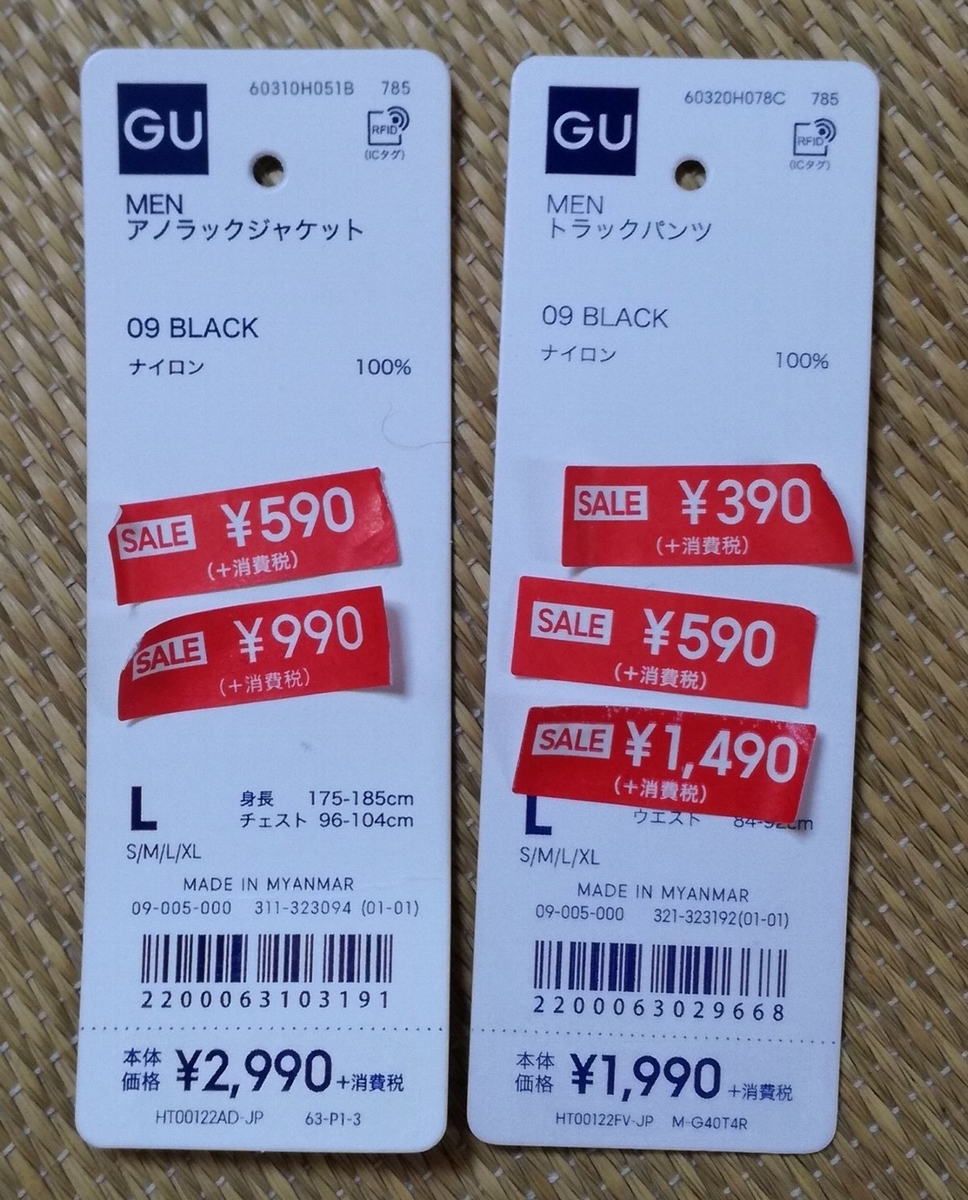 GU
60310H051B 785
RFID
(ICタグ)
MEN
アノラックジャケット
09 BLACK
ナイロン 100%
SALE ¥590
(+消費税)
SALE ¥990
(+消費税)
L 身長 175-185cm
チェスト 96-104cm
S/M/L/XL
MADE IN MYANMAR
09-005-000 311-323094 (01-01)
2200063103191
本体価格 ¥2,990 +消費税
HT00122AD-JP 63-P1-3
GU
60320H078C 785
RFID
(ICタグ)
MEN
トラックパンツ
09 BLACK
ナイロン 100%
SALE ¥390
(+消費税)
SALE ¥590
(+消費税)
SALE ¥1,490
(+消費税)
L ウエスト 84-92cm
S/M/L/XL
MADE IN MYANMAR
09-005-000 321-323192(01-01)
2200063029668
本体価格 ¥1,990 +消費税
HT00122FV-JP M-G40T4R